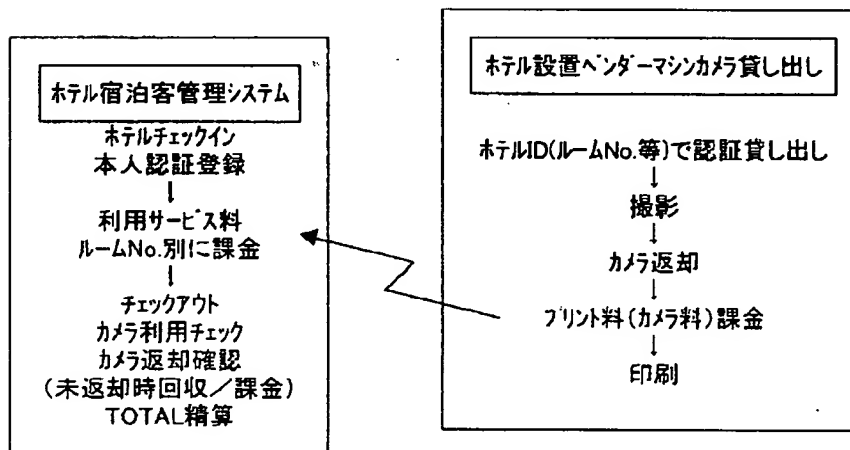 ホテル宿泊客管理システム
ホテルチェックイン
本人認証登録
↓
利用サービス料
ルームNo.別に課金
↓
チェックアウト
カメラ利用チェック
カメラ返却確認
(未返却時回収/課金)
TOTAL精算
ホテル設置ベンダーマシンカメラ貸し出し
ホテルID(ルームNo.等)で認証貸し出し
↓
撮影
↓
カメラ返却
↓
プリント料(カメラ料)課金
↓
印刷